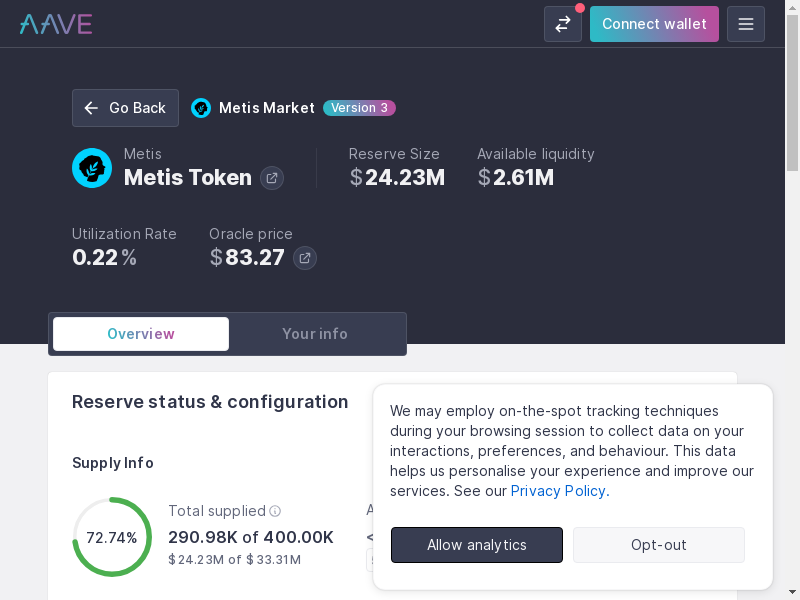 AAVE
Connect wallet
Go Back
Metis Market
Version 3
Metis
Metis Token
Reserve Size
$24.23M
Available liquidity
$2.61M
Utilization Rate
0.22%
Oracle price
$83.27
Overview
Your info
Reserve status & configuration
Supply Info
72.74%
Total supplied
290.98K of 400.00K
$24.23M of $33.31M
We may employ on-the-spot tracking techniques
during your browsing session to collect data on your
interactions, preferences, and behaviour. This data
helps us personalise your experience and improve our
services. See our Privacy Policy.
Allow analytics
Opt-out